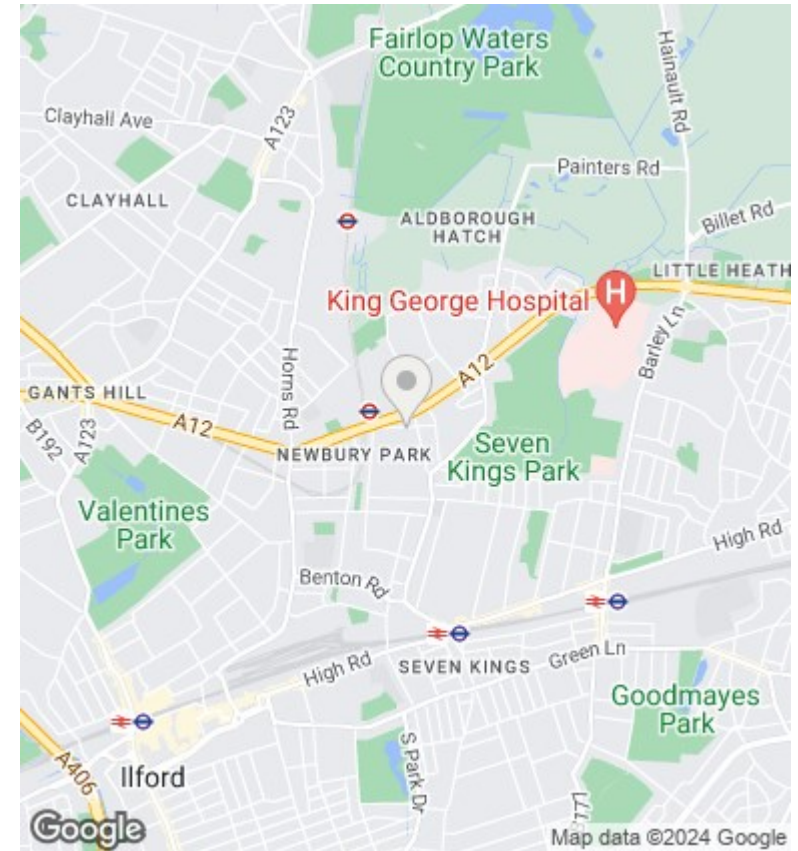 Fairlop Waters
Country Park
Hainault Rd
Clayhall Ave
A123
Painters Rd
CLAYHALL
ALDBOROUGH
HATCH
Billet Rd
LITTLE HEATH
King George Hospital
H
Barley Ln
Horns Rd
A12
GANTS HILL
A12
B192
A123
NEWBURY PARK
Seven
Kings Park
Valentines
Park
High Rd
Benton Rd
High Rd
SEVEN KINGS
Green Ln
Goodmayes
Park
S Park Dr
A406
Ilford
Google
Map data ©2024 Google